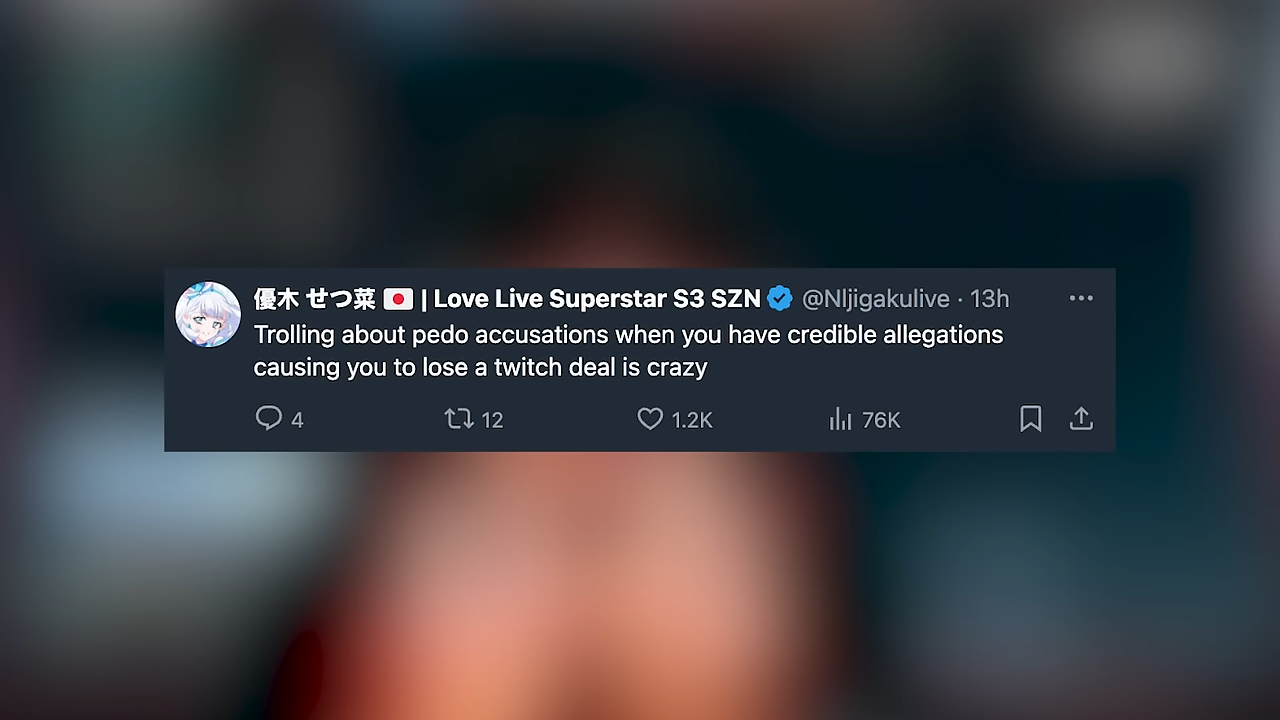 優木 せつ菜 🇯🇵 | Love Live Superstar S3 SZN @NIjigakulive · 13h
Trolling about pedo accusations when you have credible allegations
causing you to lose a twitch deal is crazy
4 12 1.2K 76K